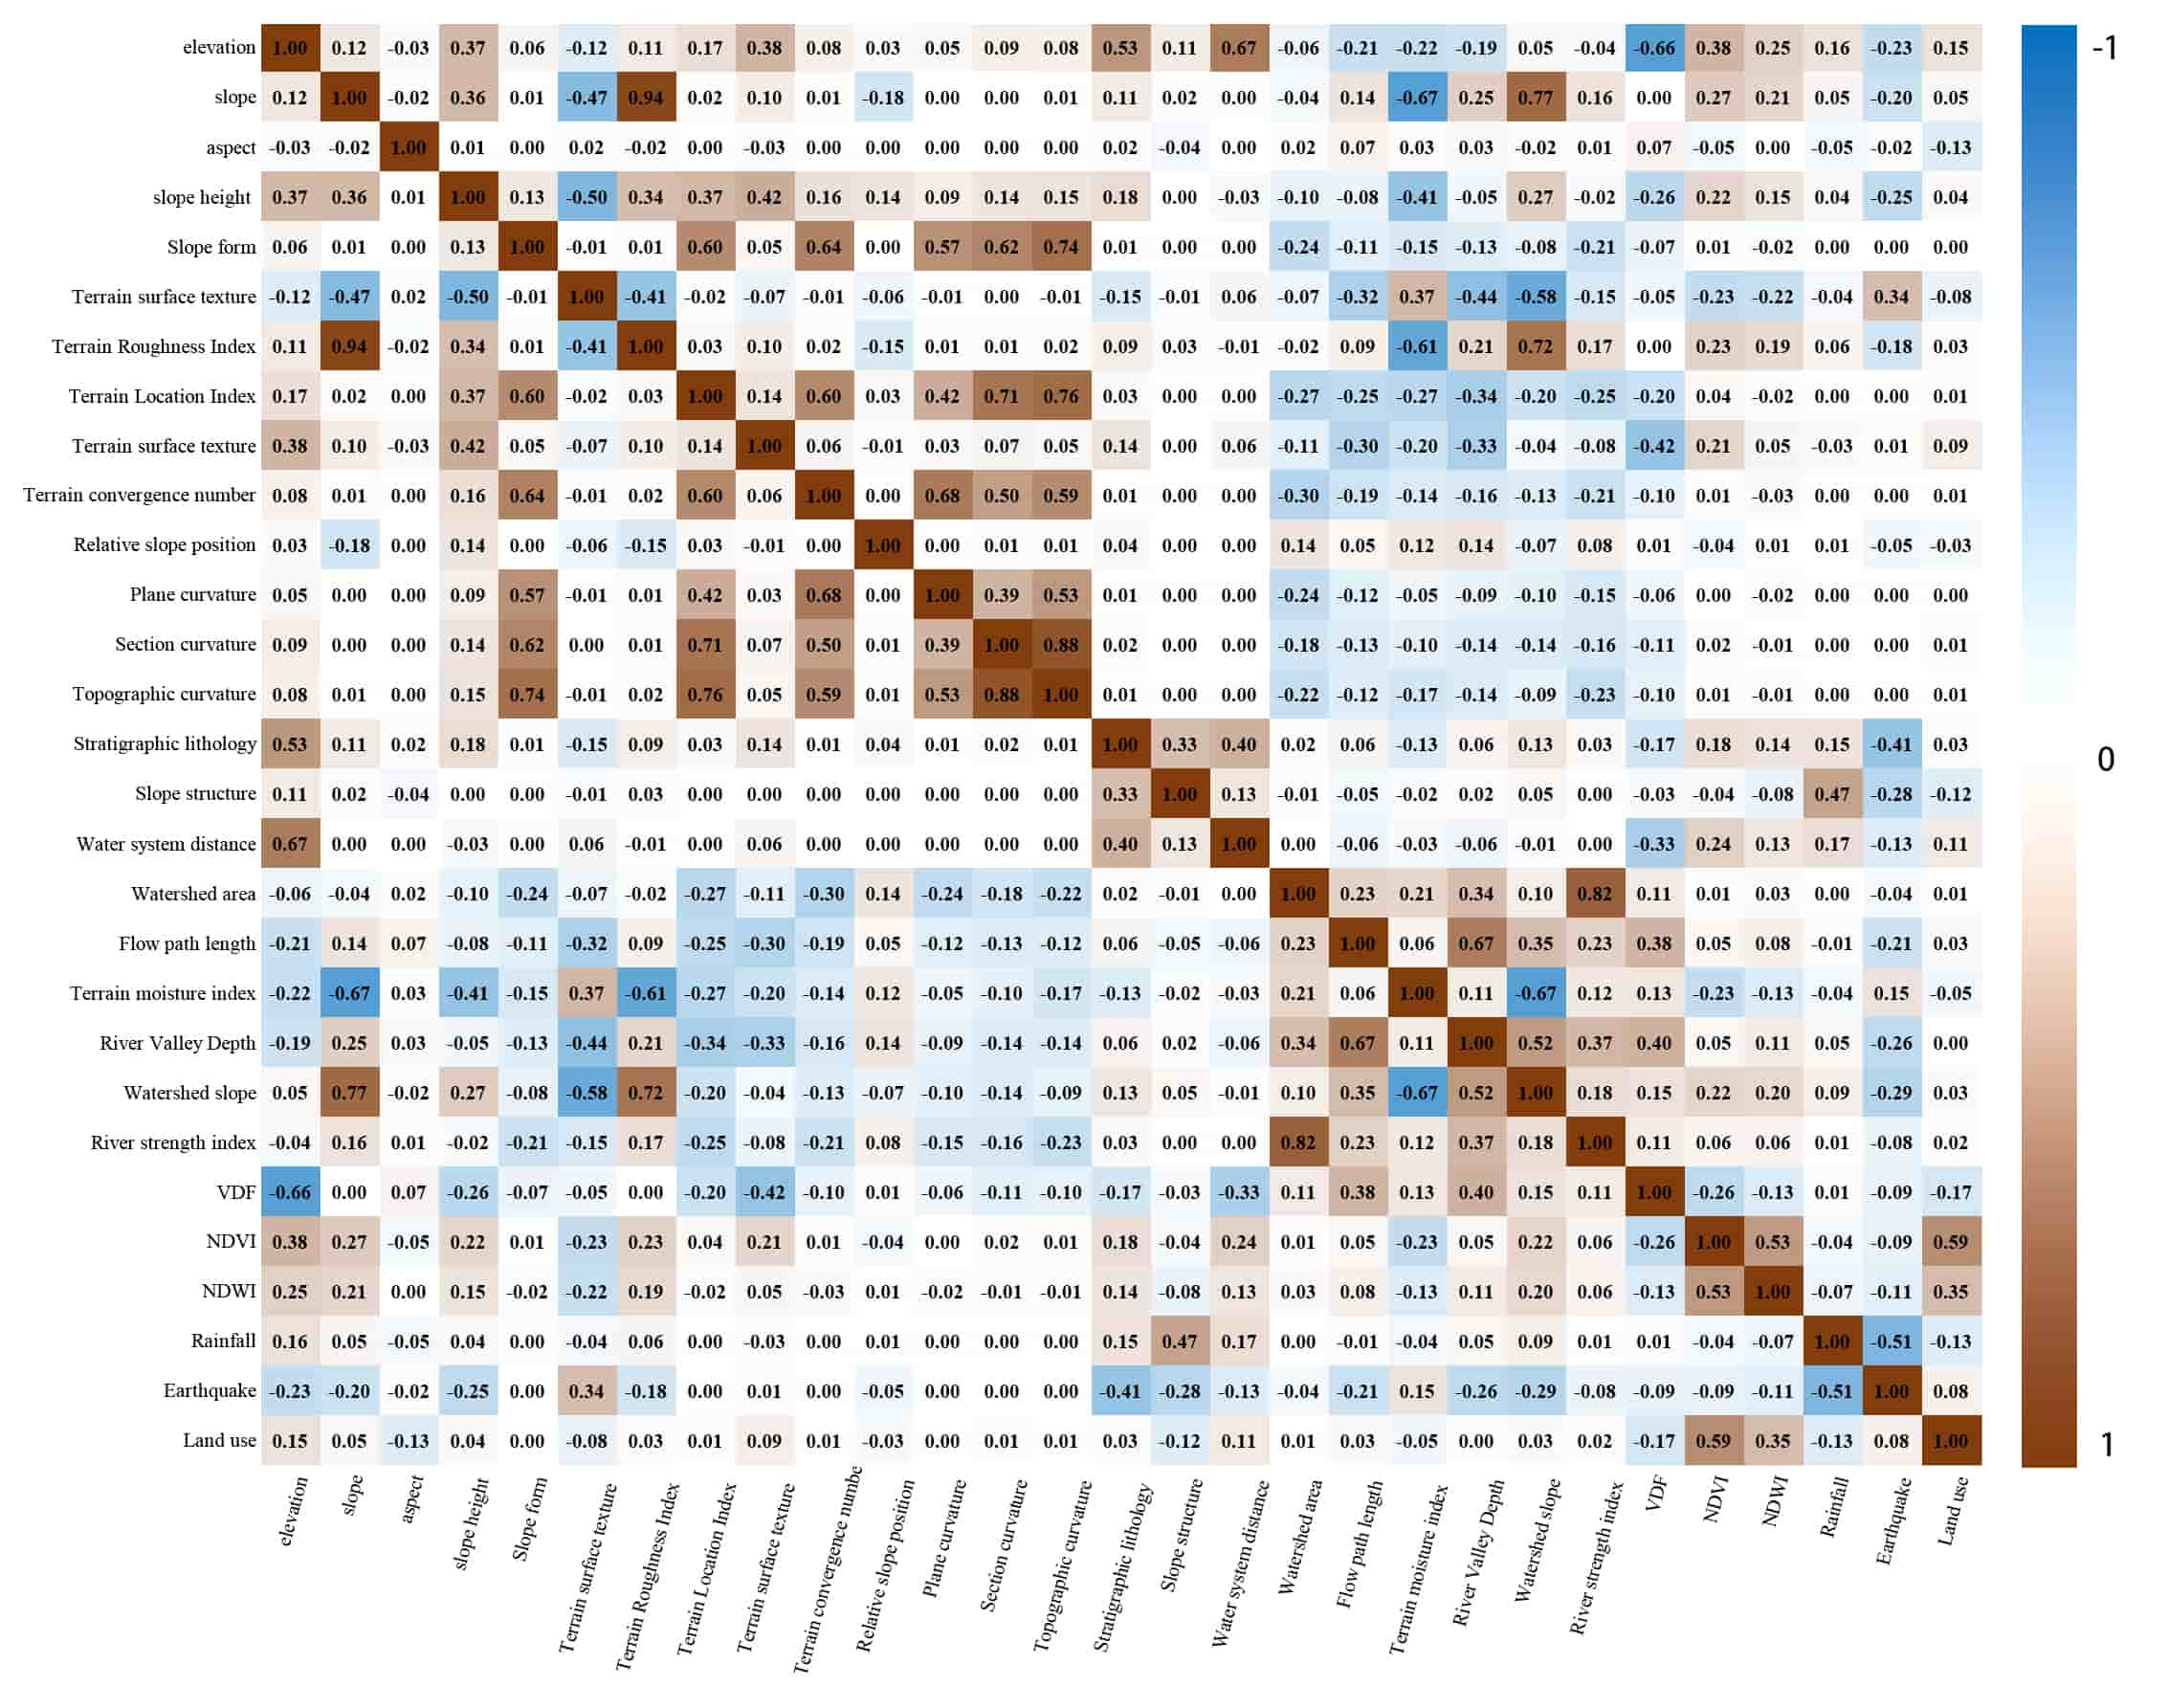 elevation 1.00 0.12 -0.03 0.37 0.06 -0.12 0.11 0.17 0.38 0.08 0.03 0.05 0.09 0.08 0.53 0.11 0.67 -0.06 -0.21 -0.22 -0.19 0.05 -0.04 -0.66 0.38 0.25 0.16 -0.23 0.15 -1
slope 0.12 1.00 -0.02 0.36 0.01 -0.47 0.94 0.02 0.10 0.01 -0.18 0.00 0.00 0.01 0.11 0.02 0.00 -0.04 0.14 -0.67 0.25 0.77 0.16 0.00 0.27 0.21 0.05 -0.20 0.05
aspect -0.03 -0.02 1.00 0.01 0.00 0.02 -0.02 0.00 -0.03 0.00 0.00 0.00 0.00 0.00 0.02 -0.04 0.00 0.02 0.07 0.03 0.03 -0.02 0.01 0.07 -0.05 0.00 -0.05 -0.02 -0.13
slope height 0.37 0.36 0.01 1.00 0.13 -0.50 0.34 0.37 0.42 0.16 0.14 0.09 0.14 0.15 0.18 0.00 -0.03 -0.10 -0.08 -0.41 -0.05 0.27 -0.02 -0.26 0.22 0.15 0.04 -0.25 0.04
Slope form 0.06 0.01 0.00 0.13 1.00 -0.01 0.01 0.60 0.05 0.64 0.00 0.57 0.62 0.74 0.01 0.00 0.00 -0.24 -0.11 -0.15 -0.13 -0.08 -0.21 -0.07 0.01 -0.02 0.00 0.00 0.00
Terrain surface texture -0.12 -0.47 0.02 -0.50 -0.01 1.00 -0.41 -0.02 -0.07 -0.01 -0.06 -0.01 0.00 -0.01 -0.15 -0.01 0.06 -0.07 -0.32 0.37 -0.44 -0.58 -0.15 -0.05 -0.23 -0.22 -0.04 0.34 -0.08
Terrain Roughness Index 0.11 0.94 -0.02 0.34 0.01 -0.41 1.00 0.03 0.10 0.02 -0.15 0.01 0.01 0.02 0.09 0.03 -0.01 -0.02 0.09 -0.61 0.21 0.72 0.17 0.00 0.23 0.19 0.06 -0.18 0.03
Terrain Location Index 0.17 0.02 0.00 0.37 0.60 -0.02 0.03 1.00 0.14 0.60 0.03 0.42 0.71 0.76 0.03 0.00 0.00 -0.27 -0.25 -0.27 -0.34 -0.20 -0.25 -0.20 0.04 -0.02 0.00 0.00 0.01
Terrain surface texture 0.38 0.10 -0.03 0.42 0.05 -0.07 0.10 0.14 1.00 0.06 -0.01 0.03 0.07 0.05 0.14 0.00 0.06 -0.11 -0.30 -0.20 -0.33 -0.04 -0.08 -0.42 0.21 0.05 -0.03 0.01 0.09
Terrain convergence number 0.08 0.01 0.00 0.16 0.64 -0.01 0.02 0.60 0.06 1.00 0.00 0.68 0.50 0.59 0.01 0.00 0.00 -0.30 -0.19 -0.14 -0.16 -0.13 -0.21 -0.10 0.01 -0.03 0.00 0.00 0.01
Relative slope position 0.03 -0.18 0.00 0.14 0.00 -0.06 -0.15 0.03 -0.01 0.00 1.00 0.00 0.01 0.01 0.04 0.00 0.00 0.14 0.05 0.12 0.14 -0.07 0.08 0.01 -0.04 0.01 0.01 -0.05 -0.03
Plane curvature 0.05 0.00 0.00 0.09 0.57 -0.01 0.01 0.42 0.03 0.68 0.00 1.00 0.39 0.53 0.01 0.00 0.00 -0.24 -0.12 -0.05 -0.09 -0.10 -0.15 -0.06 0.00 -0.02 0.00 0.00 0.00
Section curvature 0.09 0.00 0.00 0.14 0.62 0.00 0.01 0.71 0.07 0.50 0.01 0.39 1.00 0.88 0.02 0.00 0.00 -0.18 -0.13 -0.10 -0.14 -0.14 -0.16 -0.11 0.02 -0.01 0.00 0.00 0.01
Topographic curvature 0.08 0.01 0.00 0.15 0.74 -0.01 0.02 0.76 0.05 0.59 0.01 0.53 0.88 1.00 0.01 0.00 0.00 -0.22 -0.12 -0.17 -0.14 -0.09 -0.23 -0.10 0.01 -0.01 0.00 0.00 0.01
Stratigraphic lithology 0.53 0.11 0.02 0.18 0.01 -0.15 0.09 0.03 0.14 0.01 0.04 0.01 0.02 0.01 1.00 0.33 0.40 0.02 0.06 -0.13 0.06 0.13 0.03 -0.17 0.18 0.14 0.15 -0.41 0.03 0
Slope structure 0.11 0.02 -0.04 0.00 0.00 -0.01 0.03 0.00 0.00 0.00 0.00 0.00 0.00 0.00 0.33 1.00 0.13 -0.01 -0.05 -0.02 0.02 0.05 0.00 -0.03 -0.04 -0.08 0.47 -0.28 -0.12
Water system distance 0.67 0.00 0.00 -0.03 0.00 0.06 -0.01 0.00 0.06 0.00 0.00 0.00 0.00 0.00 0.40 0.13 1.00 0.00 -0.06 -0.03 -0.06 -0.01 0.00 -0.33 0.24 0.13 0.17 -0.13 0.11
Watershed area -0.06 -0.04 0.02 -0.10 -0.24 -0.07 -0.02 -0.27 -0.11 -0.30 0.14 -0.24 -0.18 -0.22 0.02 -0.01 0.00 1.00 0.23 0.21 0.34 0.10 0.82 0.11 0.01 0.03 0.00 -0.04 0.01
Flow path length -0.21 0.14 0.07 -0.08 -0.11 -0.32 0.09 -0.25 -0.30 -0.19 0.05 -0.12 -0.13 -0.12 0.06 -0.05 -0.06 0.23 1.00 0.06 0.67 0.35 0.23 0.38 0.05 0.08 -0.01 -0.21 0.03
Terrain moisture index -0.22 -0.67 0.03 -0.41 -0.15 0.37 -0.61 -0.27 -0.20 -0.14 0.12 -0.05 -0.10 -0.17 -0.13 -0.02 -0.03 0.21 0.06 1.00 0.11 -0.67 0.12 0.13 -0.23 -0.13 -0.04 0.15 -0.05
River Valley Depth -0.19 0.25 0.03 -0.05 -0.13 -0.44 0.21 -0.34 -0.33 -0.16 0.14 -0.09 -0.14 -0.14 0.06 0.02 -0.06 0.34 0.67 0.11 1.00 0.52 0.37 0.40 0.05 0.11 0.05 -0.26 0.00
Watershed slope 0.05 0.77 -0.02 0.27 -0.08 -0.58 0.72 -0.20 -0.04 -0.13 -0.07 -0.10 -0.14 -0.09 0.13 0.05 -0.01 0.10 0.35 -0.67 0.52 1.00 0.18 0.15 0.22 0.20 0.09 -0.29 0.03
River strength index -0.04 0.16 0.01 -0.02 -0.21 -0.15 0.17 -0.25 -0.08 -0.21 0.08 -0.15 -0.16 -0.23 0.03 0.00 0.00 0.82 0.23 0.12 0.37 0.18 1.00 0.11 0.06 0.06 0.01 -0.08 0.02
VDF -0.66 0.00 0.07 -0.26 -0.07 -0.05 0.00 -0.20 -0.42 -0.10 0.01 -0.06 -0.11 -0.10 -0.17 -0.03 -0.33 0.11 0.38 0.13 0.40 0.15 0.11 1.00 -0.26 -0.13 0.01 -0.09 -0.17
NDVI 0.38 0.27 -0.05 0.22 0.01 -0.23 0.23 0.04 0.21 0.01 -0.04 0.00 0.02 0.01 0.18 -0.04 0.24 0.01 0.05 -0.23 0.05 0.22 0.06 -0.26 1.00 0.53 -0.04 -0.09 0.59
NDWI 0.25 0.21 0.00 0.15 -0.02 -0.22 0.19 -0.02 0.05 -0.03 0.01 -0.02 -0.01 -0.01 0.14 -0.08 0.13 0.03 0.08 -0.13 0.11 0.20 0.06 -0.13 0.53 1.00 -0.07 -0.11 0.35
Rainfall 0.16 0.05 -0.05 0.04 0.00 -0.04 0.06 0.00 -0.03 0.00 0.01 0.00 0.00 0.00 0.15 0.47 0.17 0.00 -0.01 -0.04 0.05 0.09 0.01 0.01 -0.04 -0.07 1.00 -0.51 -0.13
Earthquake -0.23 -0.20 -0.02 -0.25 0.00 0.34 -0.18 0.00 0.01 0.00 -0.05 0.00 0.00 0.00 -0.41 -0.28 -0.13 -0.04 -0.21 0.15 -0.26 -0.29 -0.08 -0.09 -0.09 -0.11 -0.51 1.00 0.08
Land use 0.15 0.05 -0.13 0.04 0.00 -0.08 0.03 0.01 0.09 0.01 -0.03 0.00 0.01 0.01 0.03 -0.12 0.11 0.01 0.03 -0.05 0.00 0.03 0.02 -0.17 0.59 0.35 -0.13 0.08 1.00 1
elevation
slope
aspect
slope height
Slope form
Terrain surface texture
Terrain Roughness Index
Terrain Location Index
Terrain surface texture
Terrain convergence numbe
Relative slope position
Plane curvature
Section curvature
Topographic curvature
Stratigraphic lithology
Slope structure
Water system distance
Watershed area
Flow path length
Terrain moisture index
River Valley Depth
Watershed slope
River strength index
VDF
NDVI
NDWI
Rainfall
Earthquake
Land use